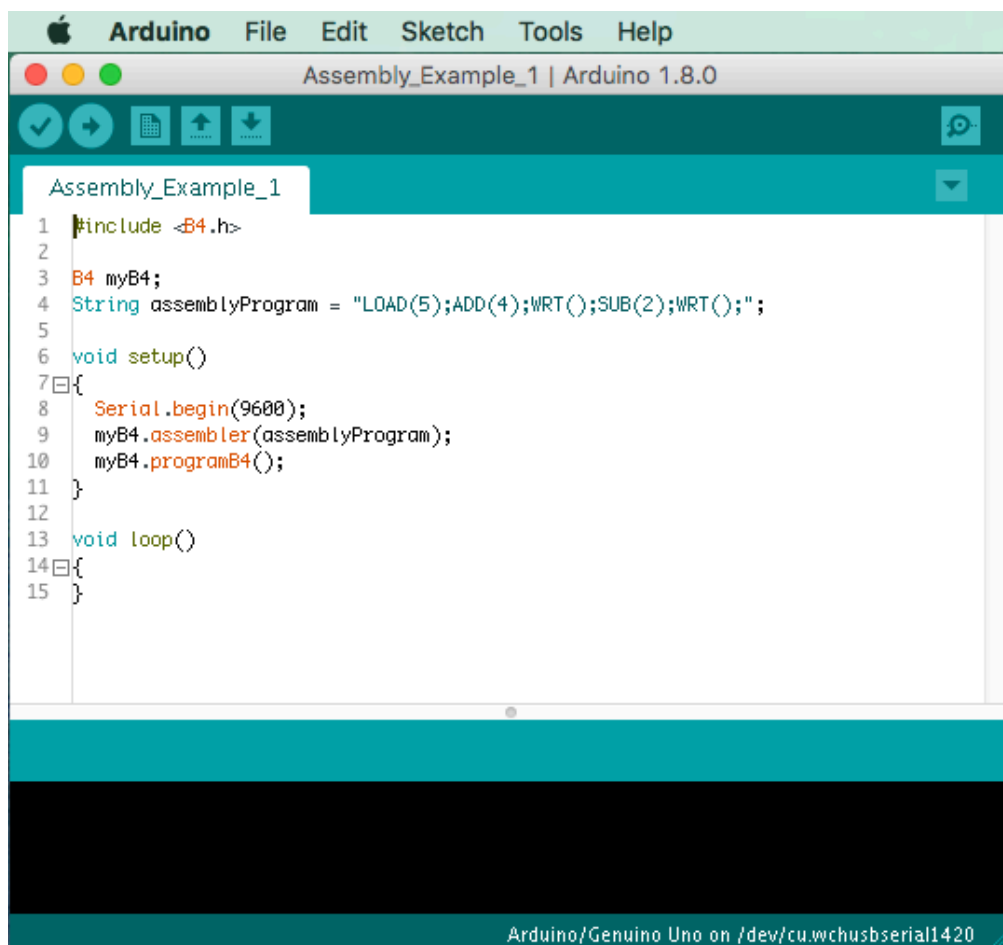 Arduino File Edit Sketch Tools Help
Assembly_Example_1 | Arduino 1.8.0
Assembly_Example_1
1 #include <B4.h>
2
3 B4 myB4;
4 String assemblyProgram = "LOAD(5);ADD(4);WRT();SUB(2);WRT();";
5
6 void setup()
7 {
8 Serial.begin(9600);
9 myB4.assembler(assemblyProgram);
10 myB4.programB4();
11 }
12
13 void loop()
14 {
15 }
Arduino/Genuino Uno on /dev/cu.wchusbserial1420